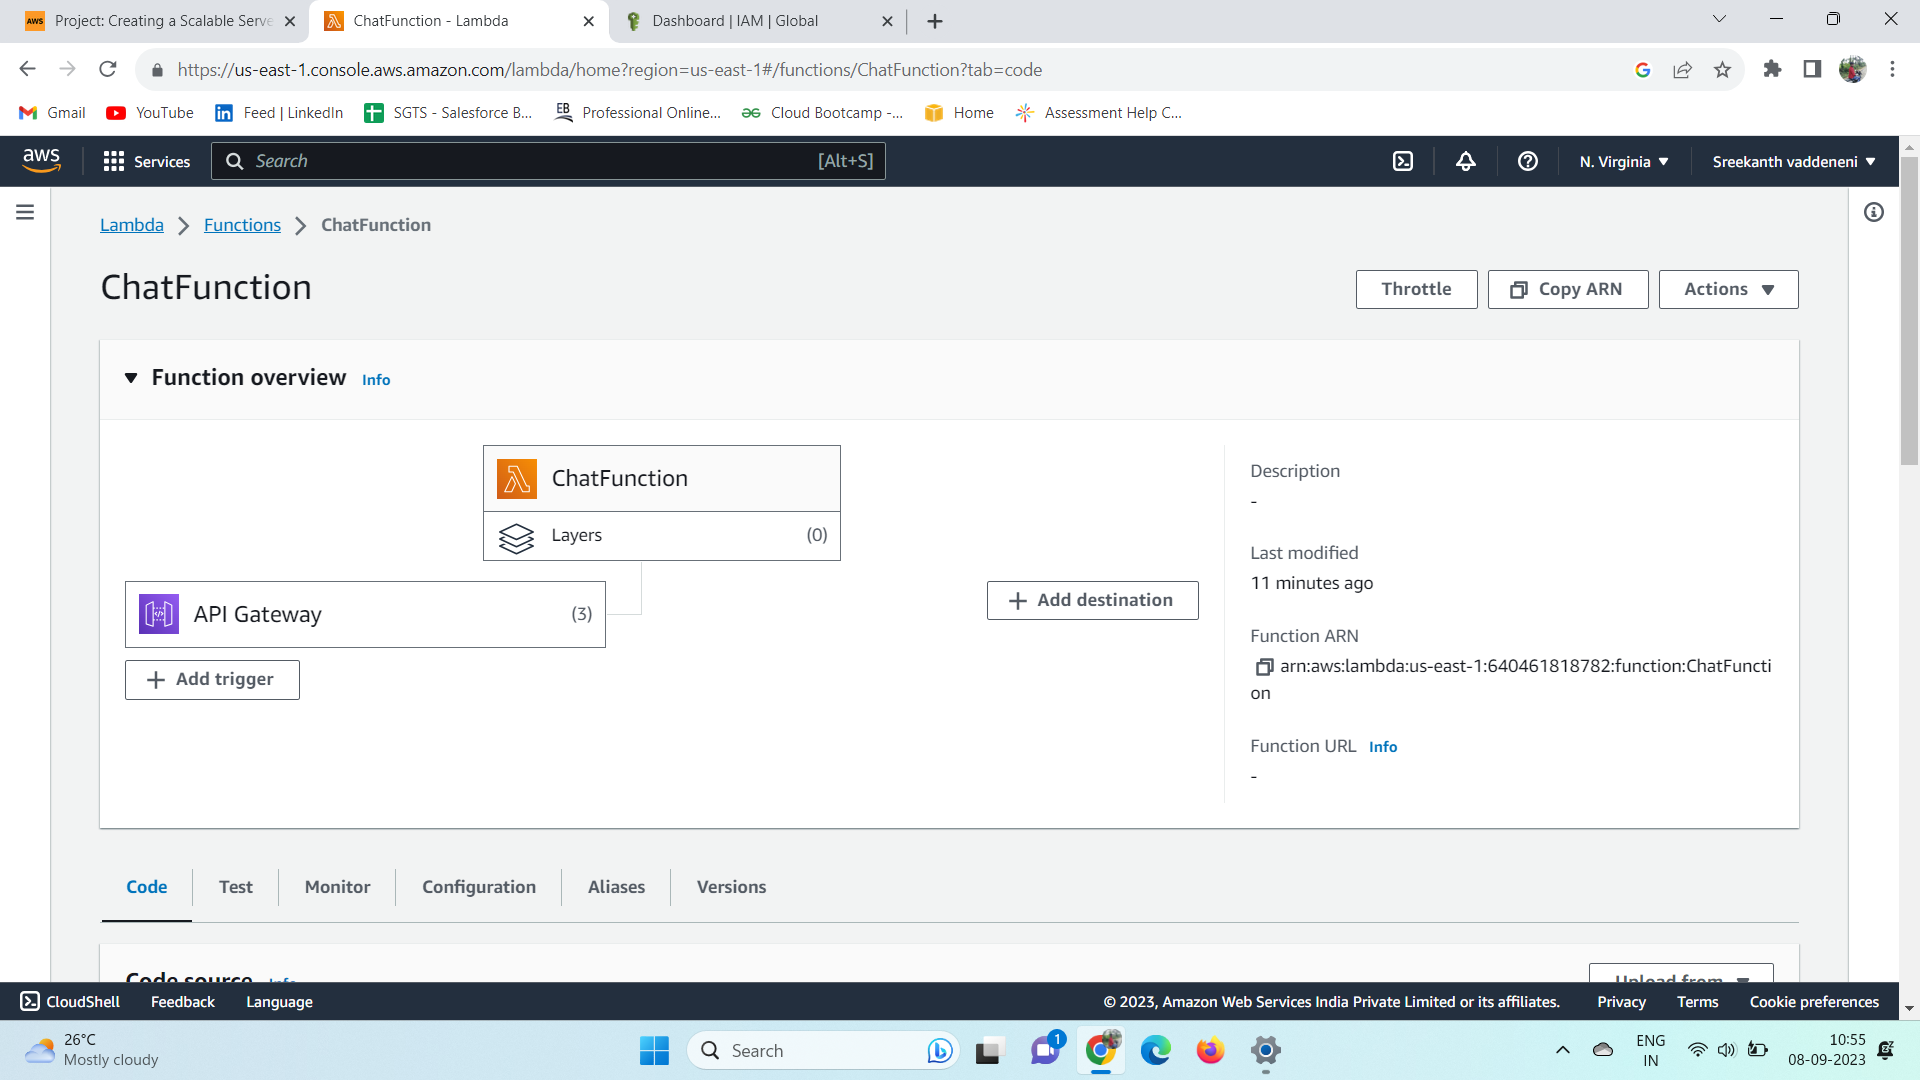 Project: Creating a Scalable Serve
ChatFunction - Lambda
Dashboard | IAM | Global
https://us-east-1.console.aws.amazon.com/lambda/home?region=us-east-1#/functions/ChatFunction?tab=code
Gmail
YouTube
Feed | LinkedIn
SGTS - Salesforce B...
Professional Online...
Cloud Bootcamp -...
Home
Assessment Help C...
aws
Services
Search
[Alt+S]
N. Virginia
Sreekanth vaddeneni
Lambda
Functions
ChatFunction
ChatFunction
Throttle
Copy ARN
Actions
Function overview Info
ChatFunction
Layers (0)
API Gateway (3)
+ Add trigger
+ Add destination
Description
-
Last modified
11 minutes ago
Function ARN
arn:aws:lambda:us-east-1:640461818782:function:ChatFuncti
on
Function URL Info
-
Code
Test
Monitor
Configuration
Aliases
Versions
Code source Info
Upload from
CloudShell
Feedback
Language
© 2023, Amazon Web Services India Private Limited or its affiliates.
Privacy
Terms
Cookie preferences
26°C
Mostly cloudy
Search
1
ENG
IN
10:55
08-09-2023